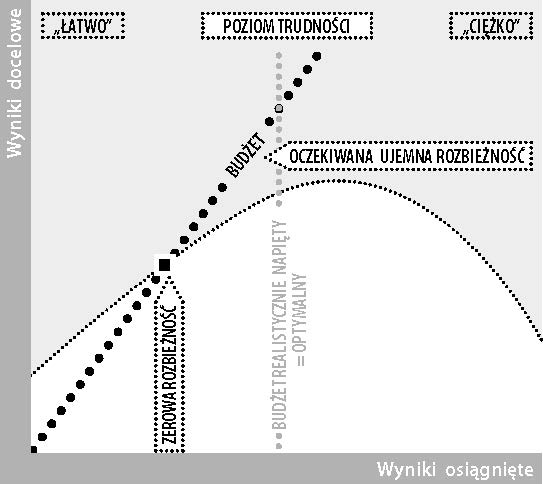 Wyniki docelowe
„ŁATWO”
POZIOM TRUDNOŚCI
„CIĘŻKO”
BUDŻET
OCZEKIWANA UJEMNA ROZBIEŻNOŚĆ
ZEROWA ROZBIEŻNOŚĆ
BUDŻET REALISTYCZNIE NAPIĘTY
= OPTYMALNY
Wyniki osiągnięte